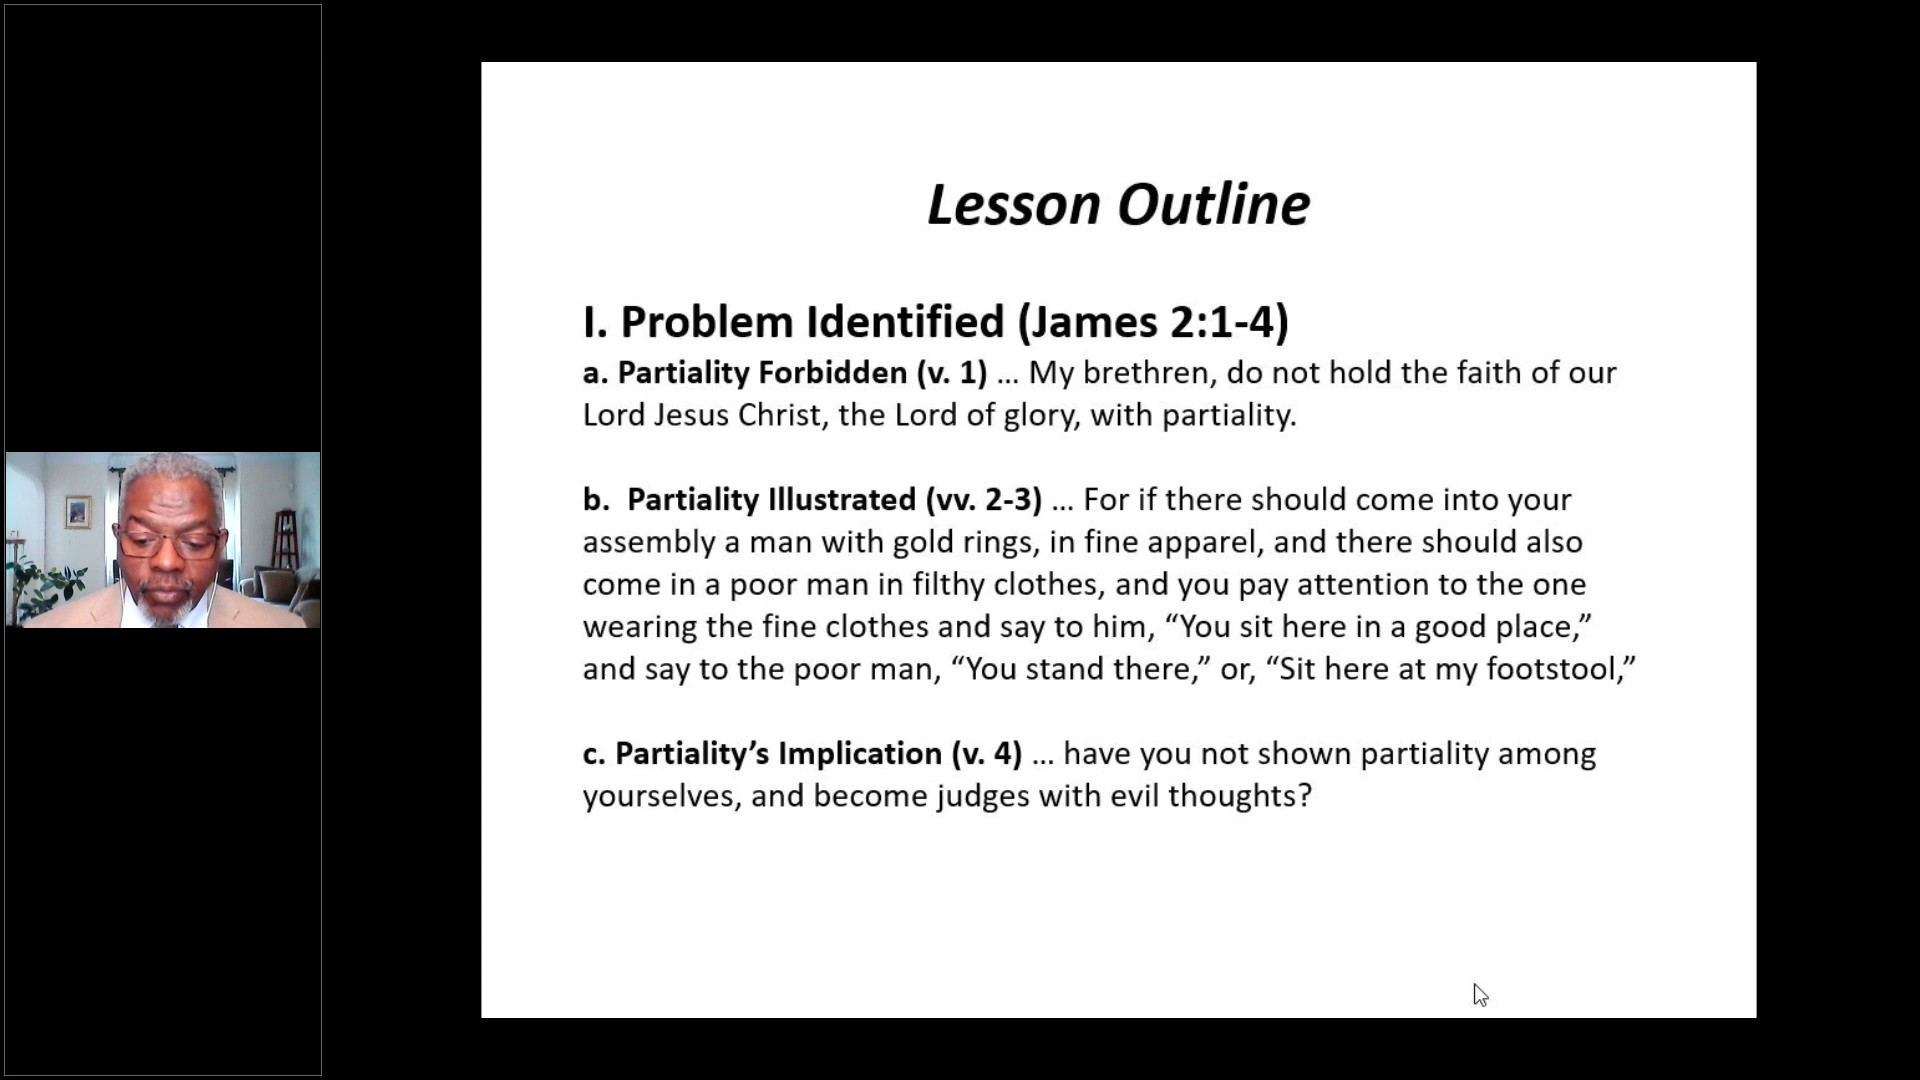 Lesson Outline
I. Problem Identified (James 2:1-4)
a. Partiality Forbidden (v. 1) ... My brethren, do not hold the faith of our
Lord Jesus Christ, the Lord of glory, with partiality.
b.  Partiality Illustrated (vv. 2-3) ... For if there should come into your
assembly a man with gold rings, in fine apparel, and there should also
come in a poor man in filthy clothes, and you pay attention to the one
wearing the fine clothes and say to him, “You sit here in a good place,”
and say to the poor man, “You stand there,” or, “Sit here at my footstool,”
c. Partiality’s Implication (v. 4) ... have you not shown partiality among
yourselves, and become judges with evil thoughts?